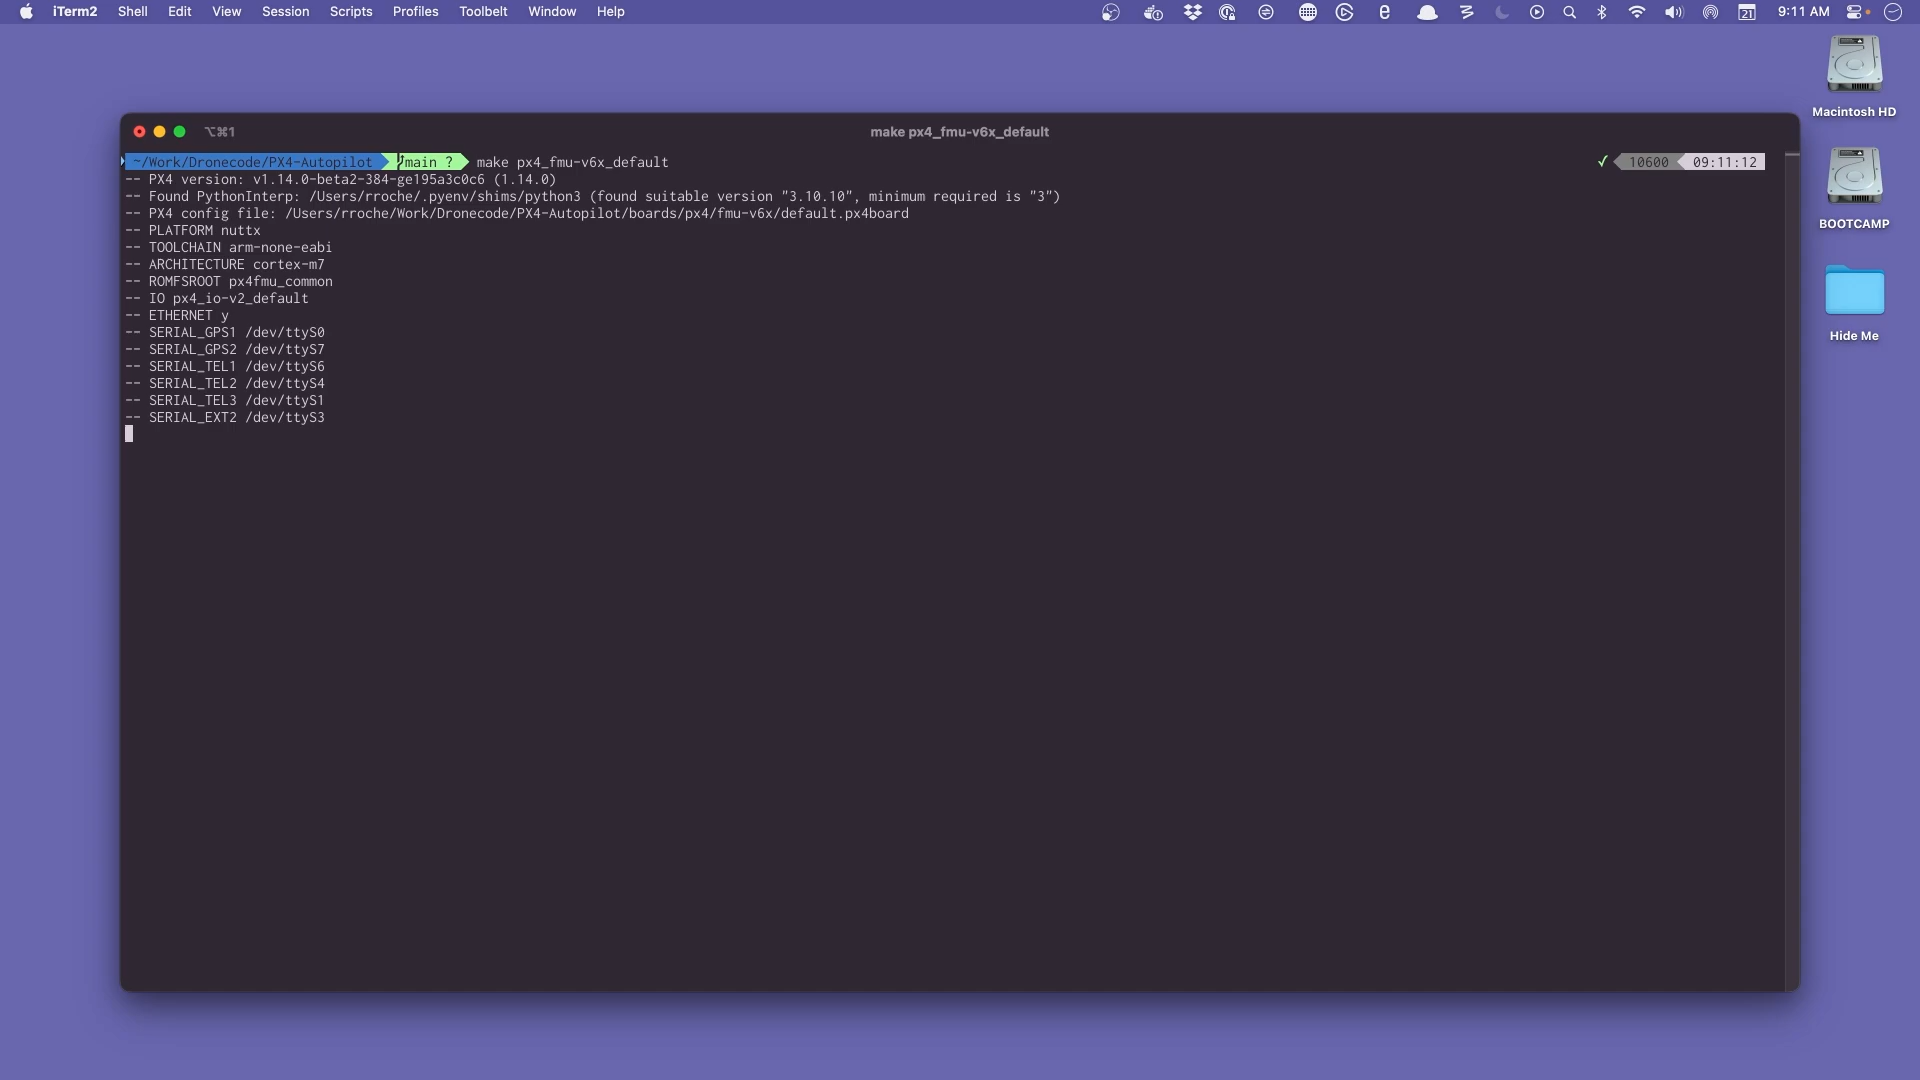 iTerm2 Shell Edit View Session Scripts Profiles Toolbelt Window Help 21 9:11 AM
Macintosh HD
BOOTCAMP
Hide Me
⌥⌘1 make px4_fmu-v6x_default
~/Work/Dronecode/PX4-Autopilot main ? make px4_fmu-v6x_default ✓ 10600 09:11:12
-- PX4 version: v1.14.0-beta2-384-ge195a3c0c6 (1.14.0)
-- Found PythonInterp: /Users/rroche/.pyenv/shims/python3 (found suitable version "3.10.10", minimum required is "3")
-- PX4 config file: /Users/rroche/Work/Dronecode/PX4-Autopilot/boards/px4/fmu-v6x/default.px4board
-- PLATFORM nuttx
-- TOOLCHAIN arm-none-eabi
-- ARCHITECTURE cortex-m7
-- ROMFSROOT px4fmu_common
-- IO px4_io-v2_default
-- ETHERNET y
-- SERIAL_GPS1 /dev/ttyS0
-- SERIAL_GPS2 /dev/ttyS7
-- SERIAL_TEL1 /dev/ttyS6
-- SERIAL_TEL2 /dev/ttyS4
-- SERIAL_TEL3 /dev/ttyS1
-- SERIAL_EXT2 /dev/ttyS3